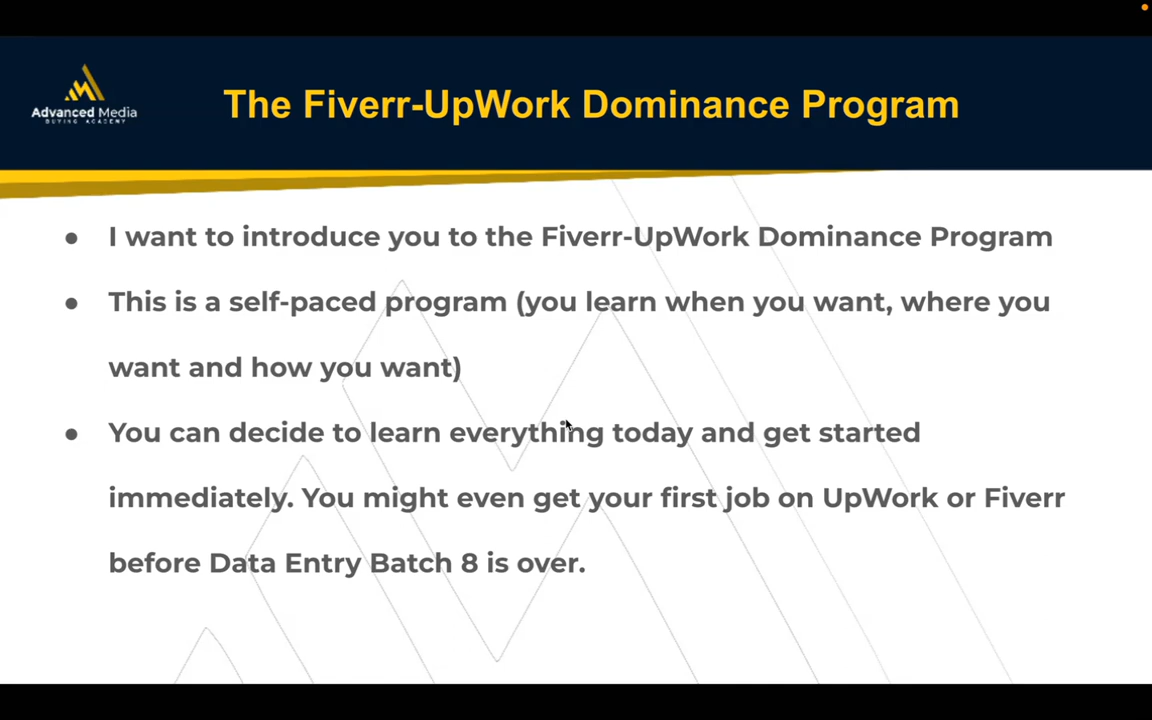 The Fiverr-UpWork Dominance Program
Advanced Media
BUYING ACADEMY
● I want to introduce you to the Fiverr-UpWork Dominance Program
● This is a self-paced program (you learn when you want, where you
want and how you want)
● You can decide to learn everything today and get started
immediately. You might even get your first job on UpWork or Fiverr
before Data Entry Batch 8 is over.